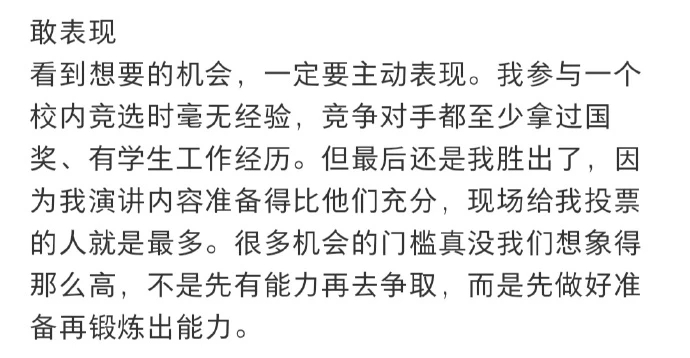 敢表现
看到想要的机会，一定要主动表现。我参与一个
校内竞选时毫无经验，竞争对手都至少拿过国
奖、有学生工作经历。但最后还是我胜出了，因
为我演讲内容准备得比他们充分，现场给我投票
的人就是最多。很多机会的门槛真没我们想象得
那么高，不是先有能力再去争取，而是先做好准
备再锻炼出能力。